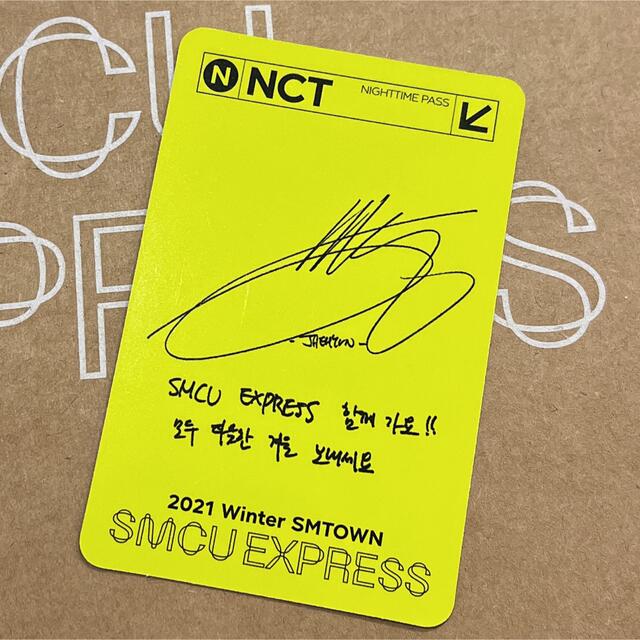 N NCT NIGHTTIME PASS
- JAEHYUN -
SMCU EXPRESS 함께 가요!!
모두 따뜻한 겨울 보내세요
2021 Winter SMTOWN
SMCU EXPRESS